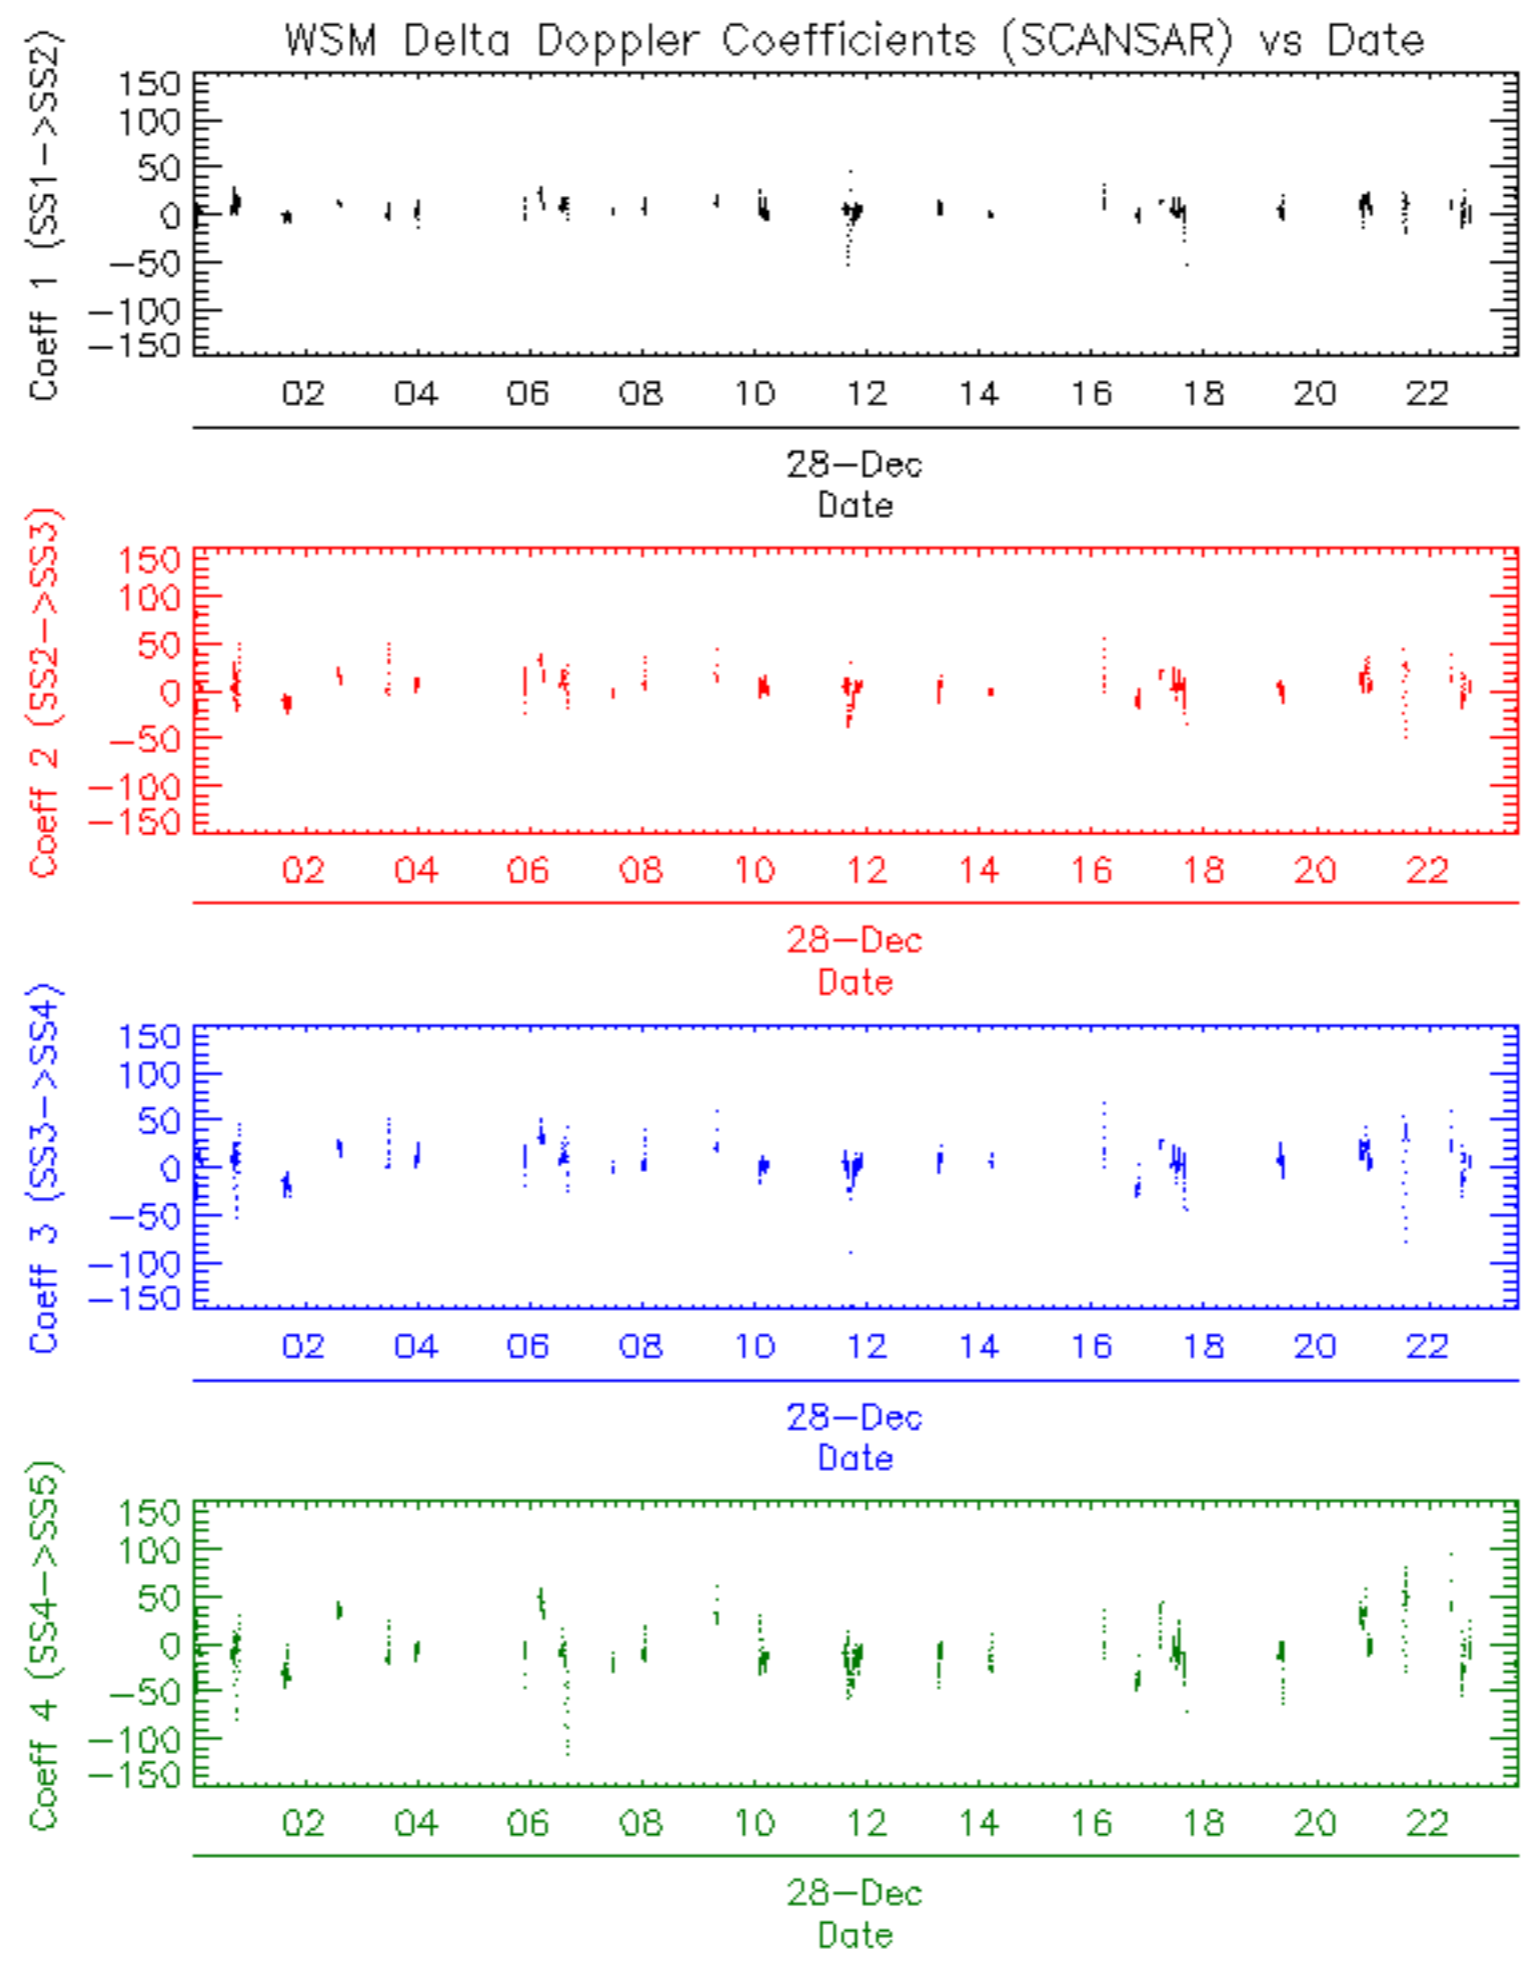 WSM Delta Doppler Coefficients (SCANSAR) vs Date
Coeff 1 (SS1->SS2)
150
100
50
0
-50
-100
-150
02 04 06 08 10 12 14 16 18 20 22
28-Dec
Date
Coeff 2 (SS2->SS3)
150
100
50
0
-50
-100
-150
02 04 06 08 10 12 14 16 18 20 22
28-Dec
Date
Coeff 3 (SS3->SS4)
150
100
50
0
-50
-100
-150
02 04 06 08 10 12 14 16 18 20 22
28-Dec
Date
Coeff 4 (SS4->SS5)
150
100
50
0
-50
-100
-150
02 04 06 08 10 12 14 16 18 20 22
28-Dec
Date